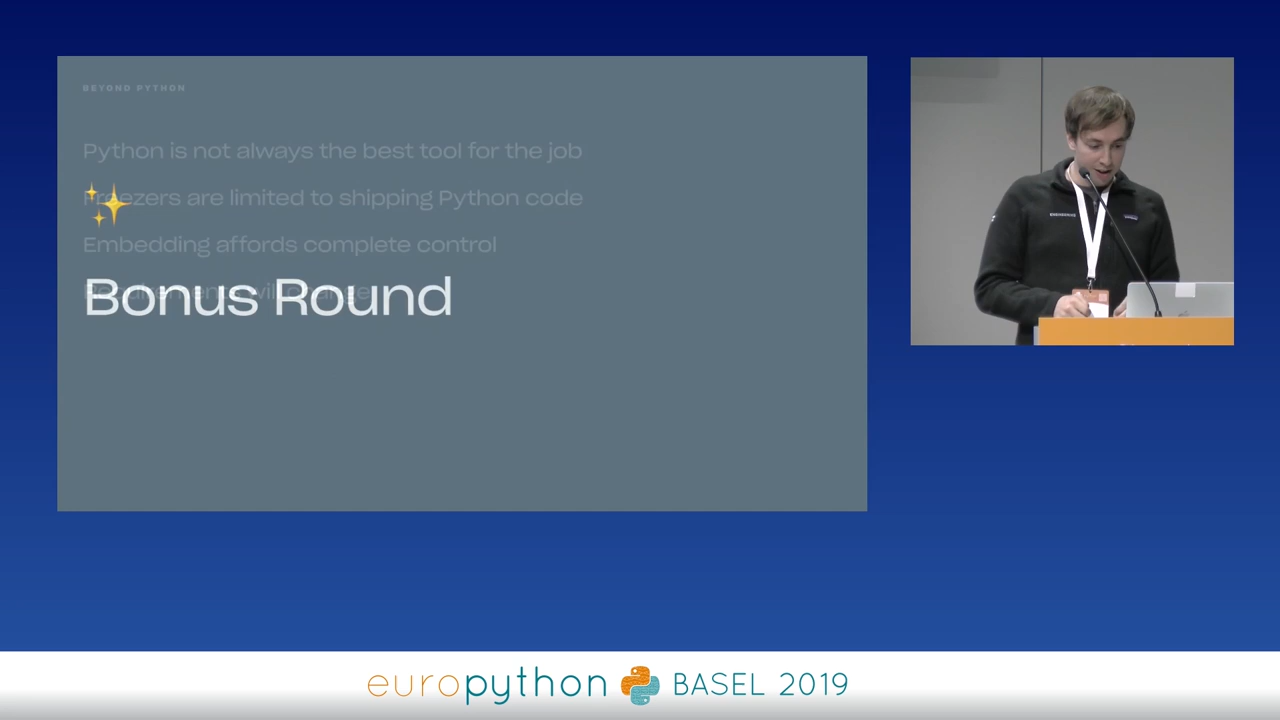 BEYOND PYTHON
Python is not always the best tool for the job
Freezers are limited to shipping Python code
Embedding affords complete control
Bonus Round
europython BASEL 2019